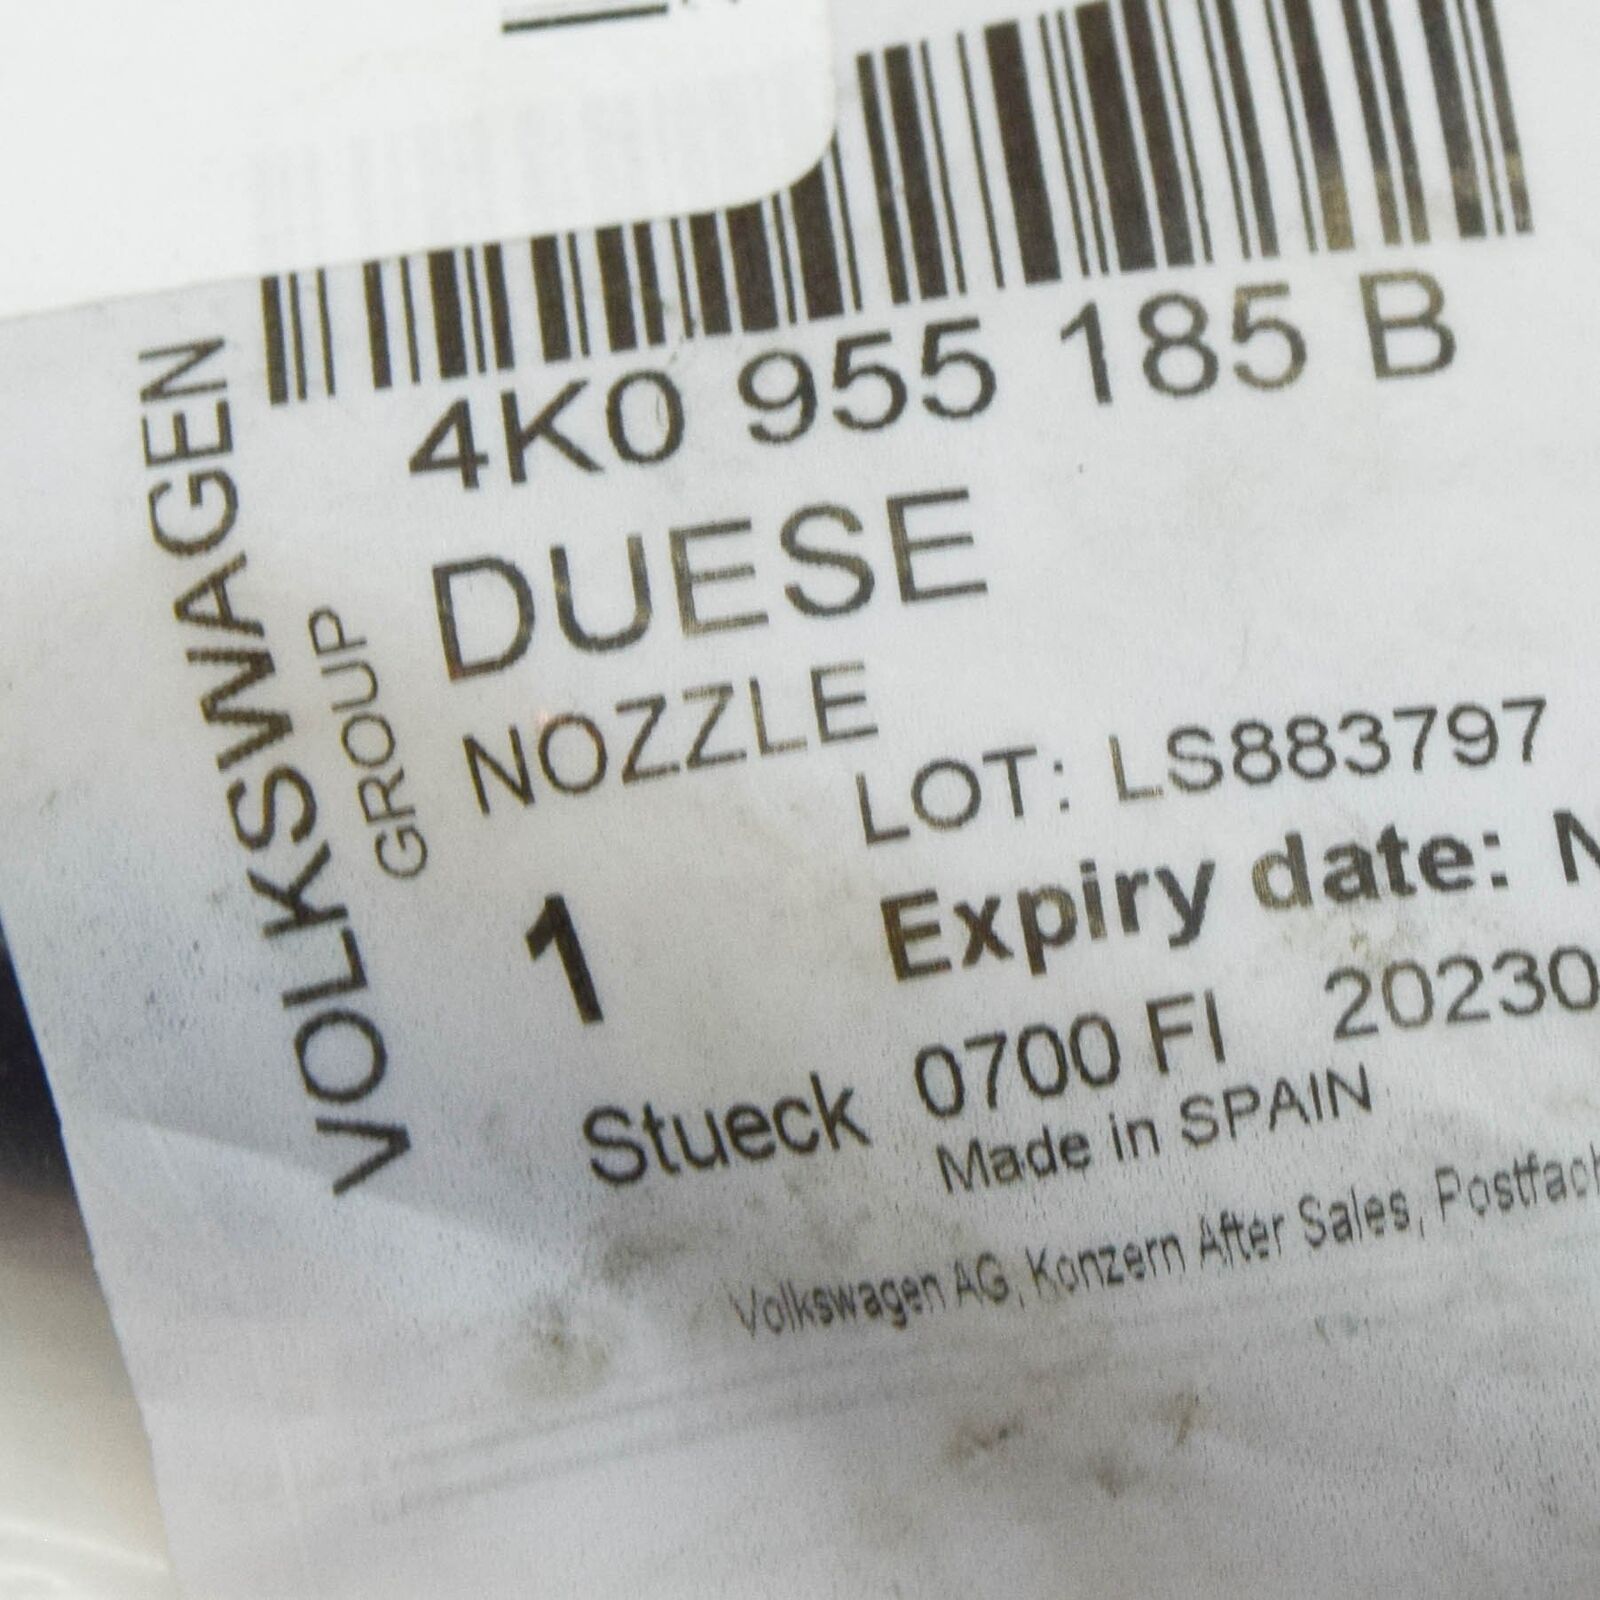 4K0 955 185 B
DUESE
NOZZLE
LOT: LS883797
Expiry date:
1
Stueck 0700 FI 20230
Made in SPAIN
Volkswagen AG, Konzern After Sales, Postfach
VOLKSWAGEN
GROUP